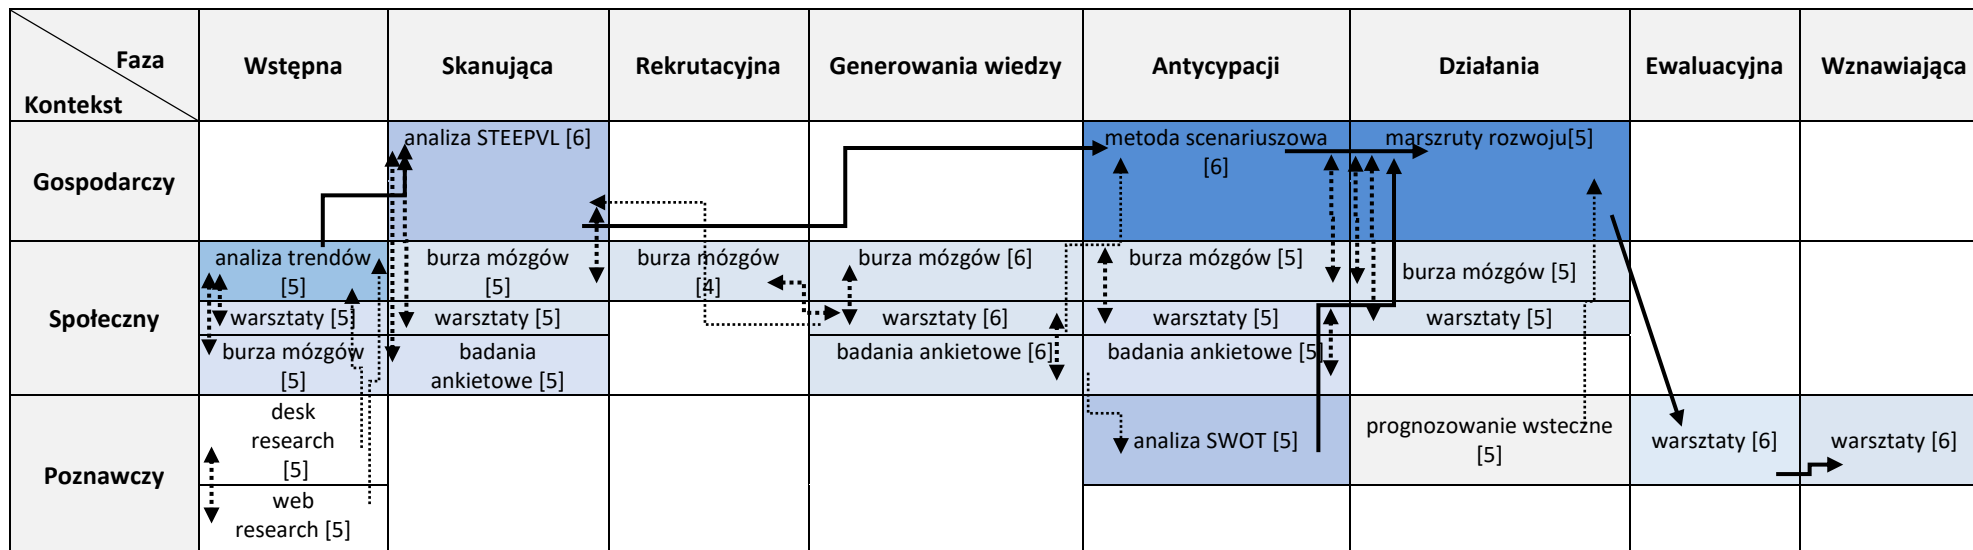 Faza
Kontekst
Wstępna
Skanująca
Rekrutacyjna
Generowania wiedzy
Antycypacji
Działania
Ewaluacyjna
Wznawiająca
Gospodarczy
analiza STEEPVL [6]
metoda scenariuszowa
[6]
marszruty rozwoju[5]
Społeczny
analiza trendów
[5]
burza mózgów
[5]
burza mózgów
[4]
burza mózgów [6]
burza mózgów [5]
burza mózgów [5]
warsztaty [5]
warsztaty [5]
warsztaty [6]
warsztaty [5]
warsztaty [5]
burza mózgów
[5]
badania
ankietowe [5]
badania ankietowe [6]
badania ankietowe [5]
Poznawczy
desk
research
[5]
analiza SWOT [5]
prognozowanie wsteczne
[5]
warsztaty [6]
warsztaty [6]
web
research [5]